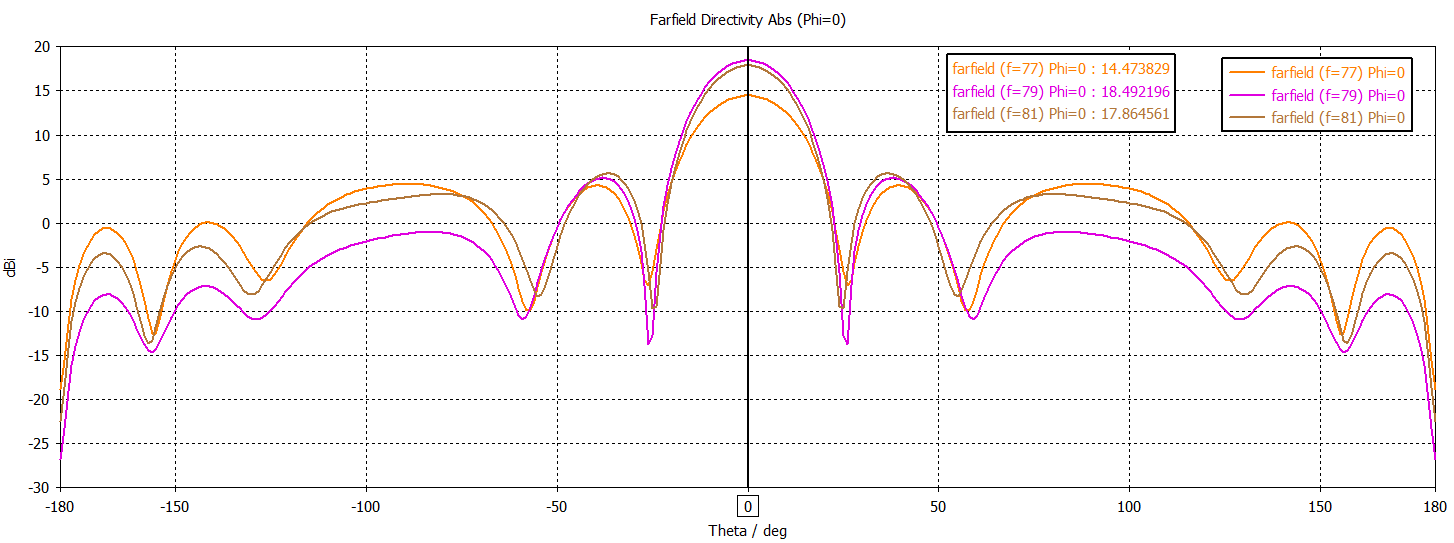 Farfield Directivity Abs (Phi=0)
farfield (f=77) Phi=0 : 14.473829
farfield (f=79) Phi=0 : 18.492196
farfield (f=81) Phi=0 : 17.864561
farfield (f=77) Phi=0
farfield (f=79) Phi=0
farfield (f=81) Phi=0
20
15
10
5
0
-5
-10
-15
-20
-25
-30
dBi
-180 -150 -100 -50 0 50 100 150 180
Theta / deg